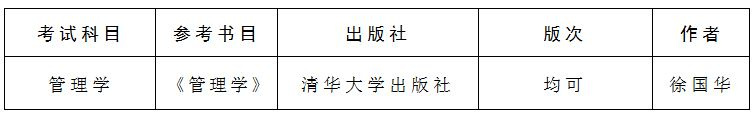 考试科目 参考书目 出版社 版次 作者
管理学 《管理学》 清华大学出版社 均可 徐国华